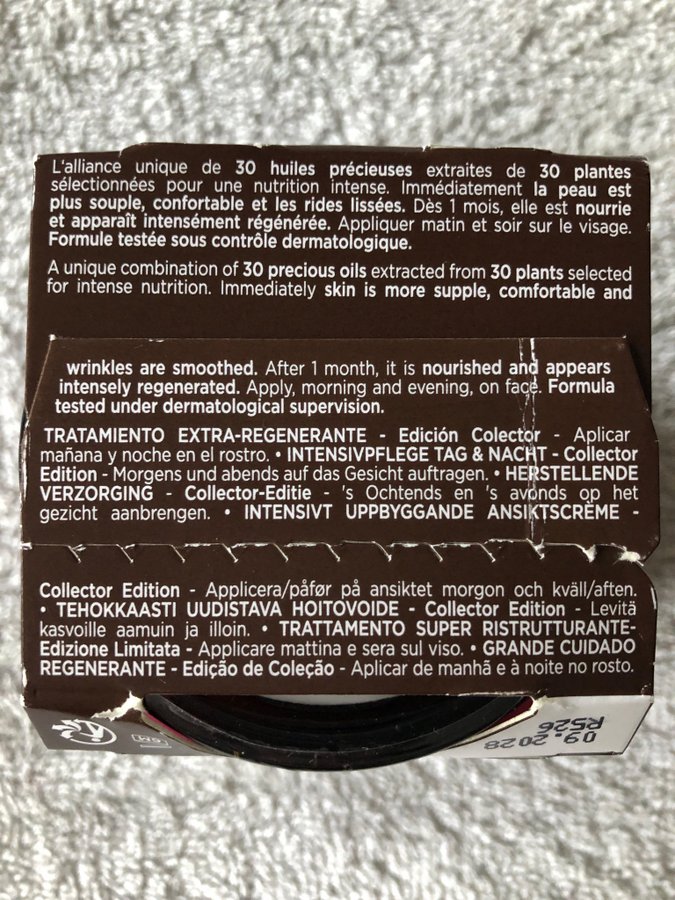 L'alliance unique de 30 huiles précieuses extraites de 30 plantes
sélectionnées pour une nutrition intense. Immédiatement la peau est
plus souple, confortable et les rides lissées. Dès 1 mois, elle est nourrie
et apparaît intensément régénérée. Appliquer matin et soir sur le visage.
Formule testée sous contrôle dermatologique.
A unique combination of 30 precious oils extracted from 30 plants selected
for intense nutrition. Immediately skin is more supple, comfortable and
wrinkles are smoothed. After 1 month, it is nourished and appears
intensely regenerated. Apply, morning and evening, on face. Formula
tested under dermatological supervision.
TRATAMIENTO EXTRA-REGENERANTE - Edición Colector - Aplicar
mañana y noche en el rostro. • INTENSIVPFLEGE TAG & NACHT - Collector
Edition - Morgens und abends auf das Gesicht auftragen. • HERSTELLENDE
VERZORGING - Collector-Editie - 's Ochtends en 's avonds op het
gezicht aanbrengen. • INTENSIVT UPPBYGGANDE ANSIKTSCRÈME -
Collector Edition - Applicera/påfør på ansiktet morgon och kväll/aften.
• TEHOKKAASTI UUDISTAVA HOITOVOIDE - Collector Edition - Levitä
kasvoille aamuin ja illoin. • TRATTAMENTO SUPER RISTRUTTURANTE-
Edizione Limitata - Applicare mattina e sera sul viso. • GRANDE CUIDADO
REGENERANTE - Edição de Coleção - Aplicar de manhã e à noite no rosto.
09.2028
R526